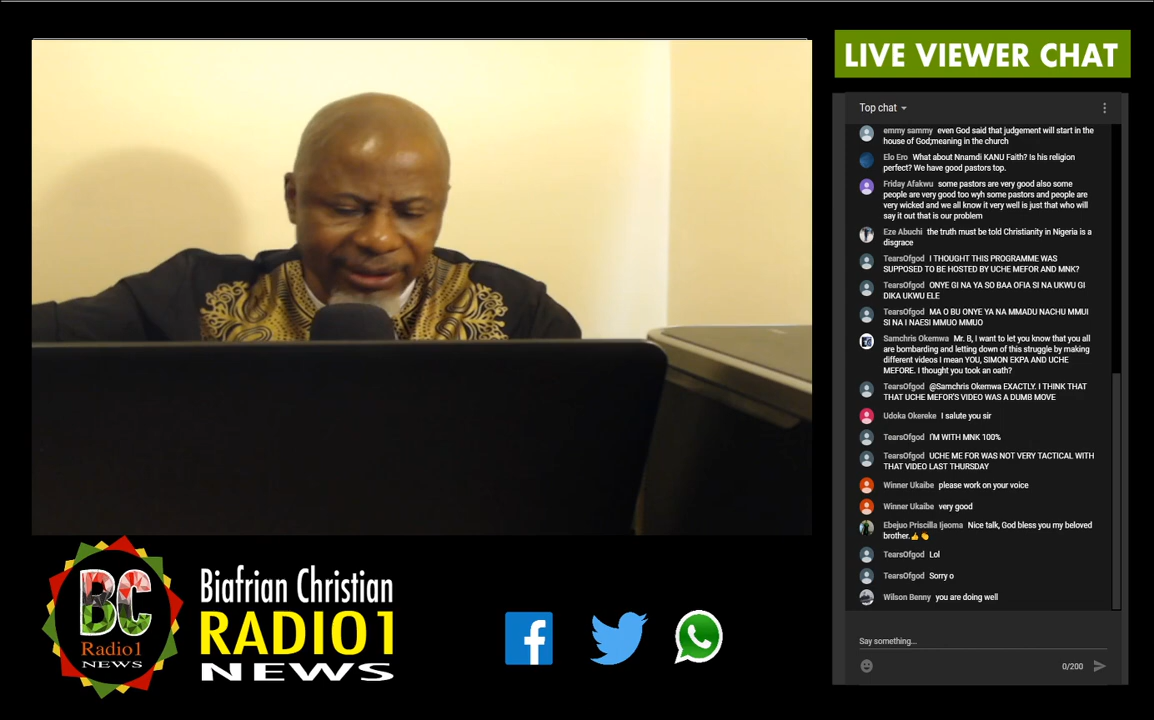 LIVE VIEWER CHAT
Top chat
emmy sammy even God said that judgement will start in the
house of God;meaning in the church
Elo Ero What about Nnamdi KANU Faith? Is his religion
perfect? We have good pastors top.
Friday Afakwu some pastors are very good also some
people are very good too wyh some pastors and people are
very wicked and we all know it very well is just that who will
say it out that is our problem
Eze Abuchi the truth must be told Christianity in Nigeria is a
disgrace
TearsOfgod I THOUGHT THIS PROGRAMME WAS
SUPPOSED TO BE HOSTED BY UCHE MEFOR AND MNK?
TearsOfgod ONYE GI NA YA SO BAA OFIA SI NA UKWU GI
DIKA UKWU ELE
TearsOfgod MA O BU ONYE YA NA MMADU NACHU MMUI
SI NA I NAESI MMUO MMUO
Samchris Okemwa Mr. B, I want to let you know that you all
are bombarding and letting down of this struggle by making
different videos I mean YOU, SIMON EKPA AND UCHE
MEFORE. I thought you took an oath?
TearsOfgod @Samchris Okemwa EXACTLY. I THINK THAT
THAT UCHE MEFOR'S VIDEO WAS A DUMB MOVE
Udoka Okereke I salute you sir
TearsOfgod I'M WITH MNK 100%
TearsOfgod UCHE ME FOR WAS NOT VERY TACTICAL WITH
THAT VIDEO LAST THURSDAY
Winner Ukaibe please work on your voice
Winner Ukaibe very good
Ebejuo Priscilla Ijeoma Nice talk, God bless you my beloved
brother.👍👏
TearsOfgod Lol
TearsOfgod Sorry o
Wilson Benny you are doing well
Say something...
0/200
BC
Radio1
NEWS
Biafrian Christian
RADIO1
NEWS